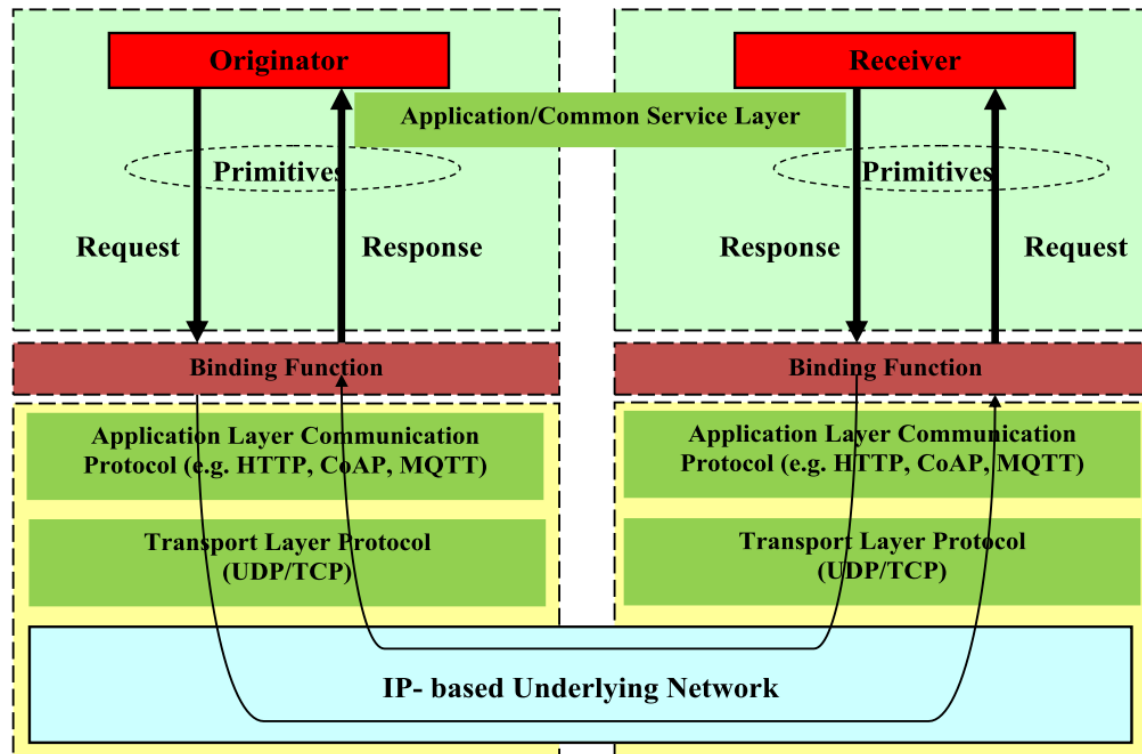 Originator
Receiver
Application/Common Service Layer
Primitives
Primitives
Request
Response
Response
Request
Binding Function
Binding Function
Application Layer Communication
Protocol (e.g. HTTP, CoAP, MQTT)
Application Layer Communication
Protocol (e.g. HTTP, CoAP, MQTT)
Transport Layer Protocol
(UDP/TCP)
Transport Layer Protocol
(UDP/TCP)
IP- based Underlying Network